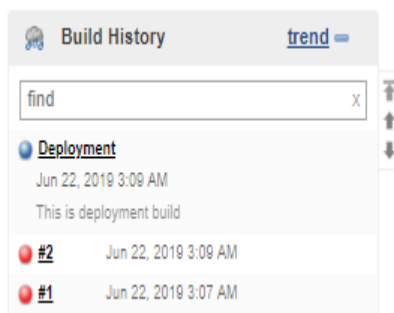 Build History trend
find x
Deployment
Jun 22, 2019 3:09 AM
This is deployment build
#2 Jun 22, 2019 3:09 AM
#1 Jun 22, 2019 3:07 AM